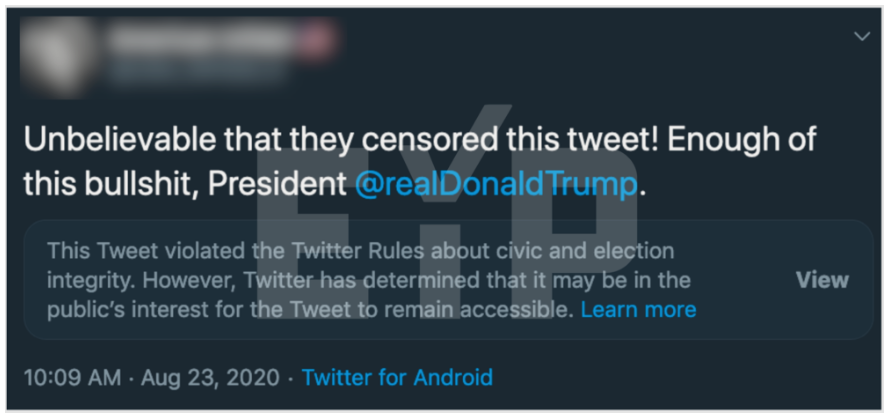 Unbelievable that they censored this tweet! Enough of
this bullshit, President @realDonaldTrump.
This Tweet violated the Twitter Rules about civic and election
integrity. However, Twitter has determined that it may be in the
public's interest for the Tweet to remain accessible. Learn more
View
10:09 AM · Aug 23, 2020 · Twitter for Android
EYP